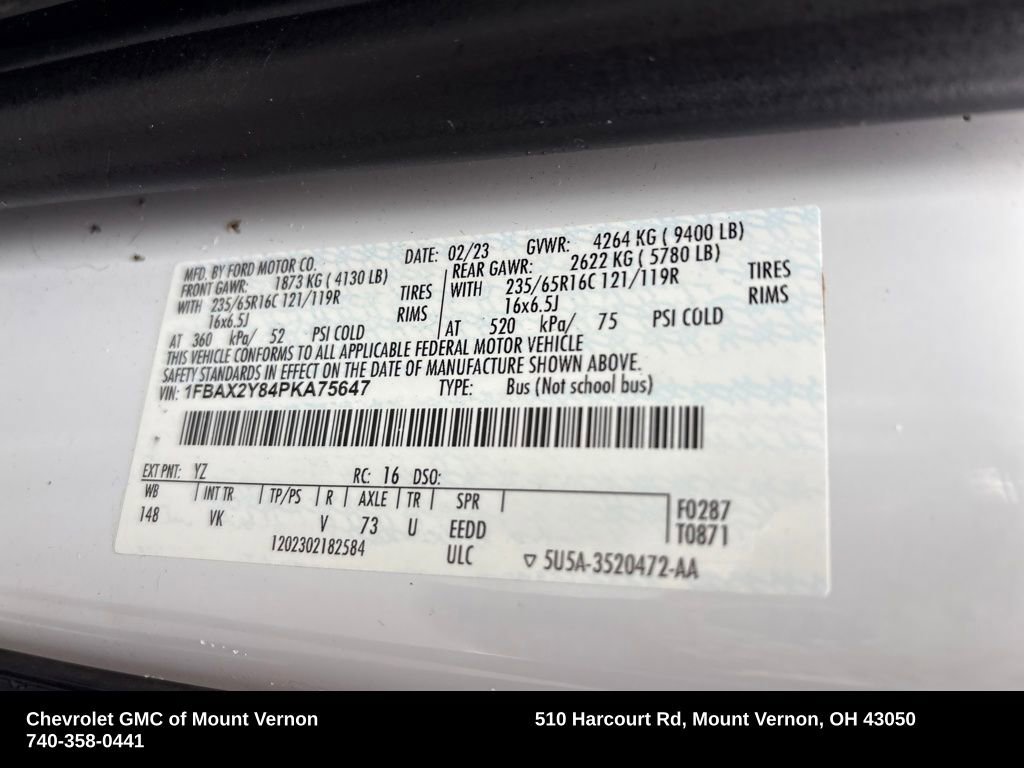 MFD. BY FORD MOTOR CO. DATE: 02/23 GVWR: 4264 KG ( 9400 LB)
FRONT GAWR: 1873 KG ( 4130 LB) REAR GAWR: 2622 KG ( 5780 LB)
WITH 235/65R16C 121/119R TIRES WITH 235/65R16C 121/119R TIRES
16x6.5J RIMS 16x6.5J RIMS
AT 360 kPa/ 52 PSI COLD AT 520 kPa/ 75 PSI COLD
THIS VEHICLE CONFORMS TO ALL APPLICABLE FEDERAL MOTOR VEHICLE
SAFETY STANDARDS IN EFFECT ON THE DATE OF MANUFACTURE SHOWN ABOVE.
VIN: 1FBAX2Y84PKA75647 TYPE: Bus (Not school bus)
EXT PNT: YZ RC: 16 DSO:
WB INT TR TP/PS R AXLE TR SPR F0287
148 VK V 73 U EEDD T0871
1202302182584 ULC ▽ 5U5A-3520472-AA
Chevrolet GMC of Mount Vernon 510 Harcourt Rd, Mount Vernon, OH 43050
740-358-0441